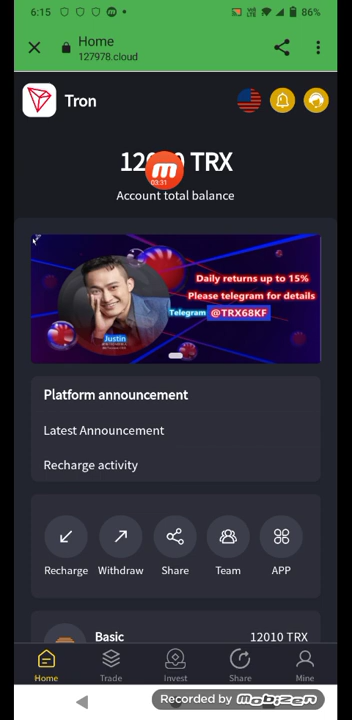 6:15
86%
Home
127978.cloud
Tron
TRX
03:31
Account total balance
Daily returns up to 15%
Please telegram for details
Telegram @TRX68KF
Justin
Platform announcement
Latest Announcement
Recharge activity
Recharge Withdraw Share Team APP
Basic 12010 TRX
Home Trade Invest Share Mine
Recorded by mobizen